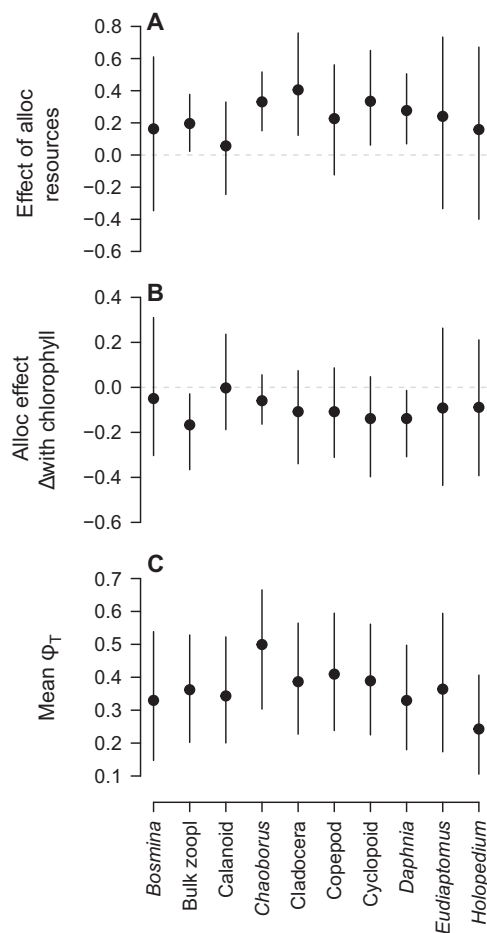 A
Effect of alloc
resources
0.8
0.6
0.4
0.2
0.0
−0.2
−0.4
−0.6
B
Alloc effect
Δwith chlorophyll
0.4
0.2
0.0
−0.2
−0.4
−0.6
C
Mean φT
0.7
0.6
0.5
0.4
0.3
0.2
0.1
Bosmina
Bulk zoopl
Calanoid
Chaoborus
Cladocera
Copepod
Cyclopoid
Daphnia
Eudiaptomus
Holopedium